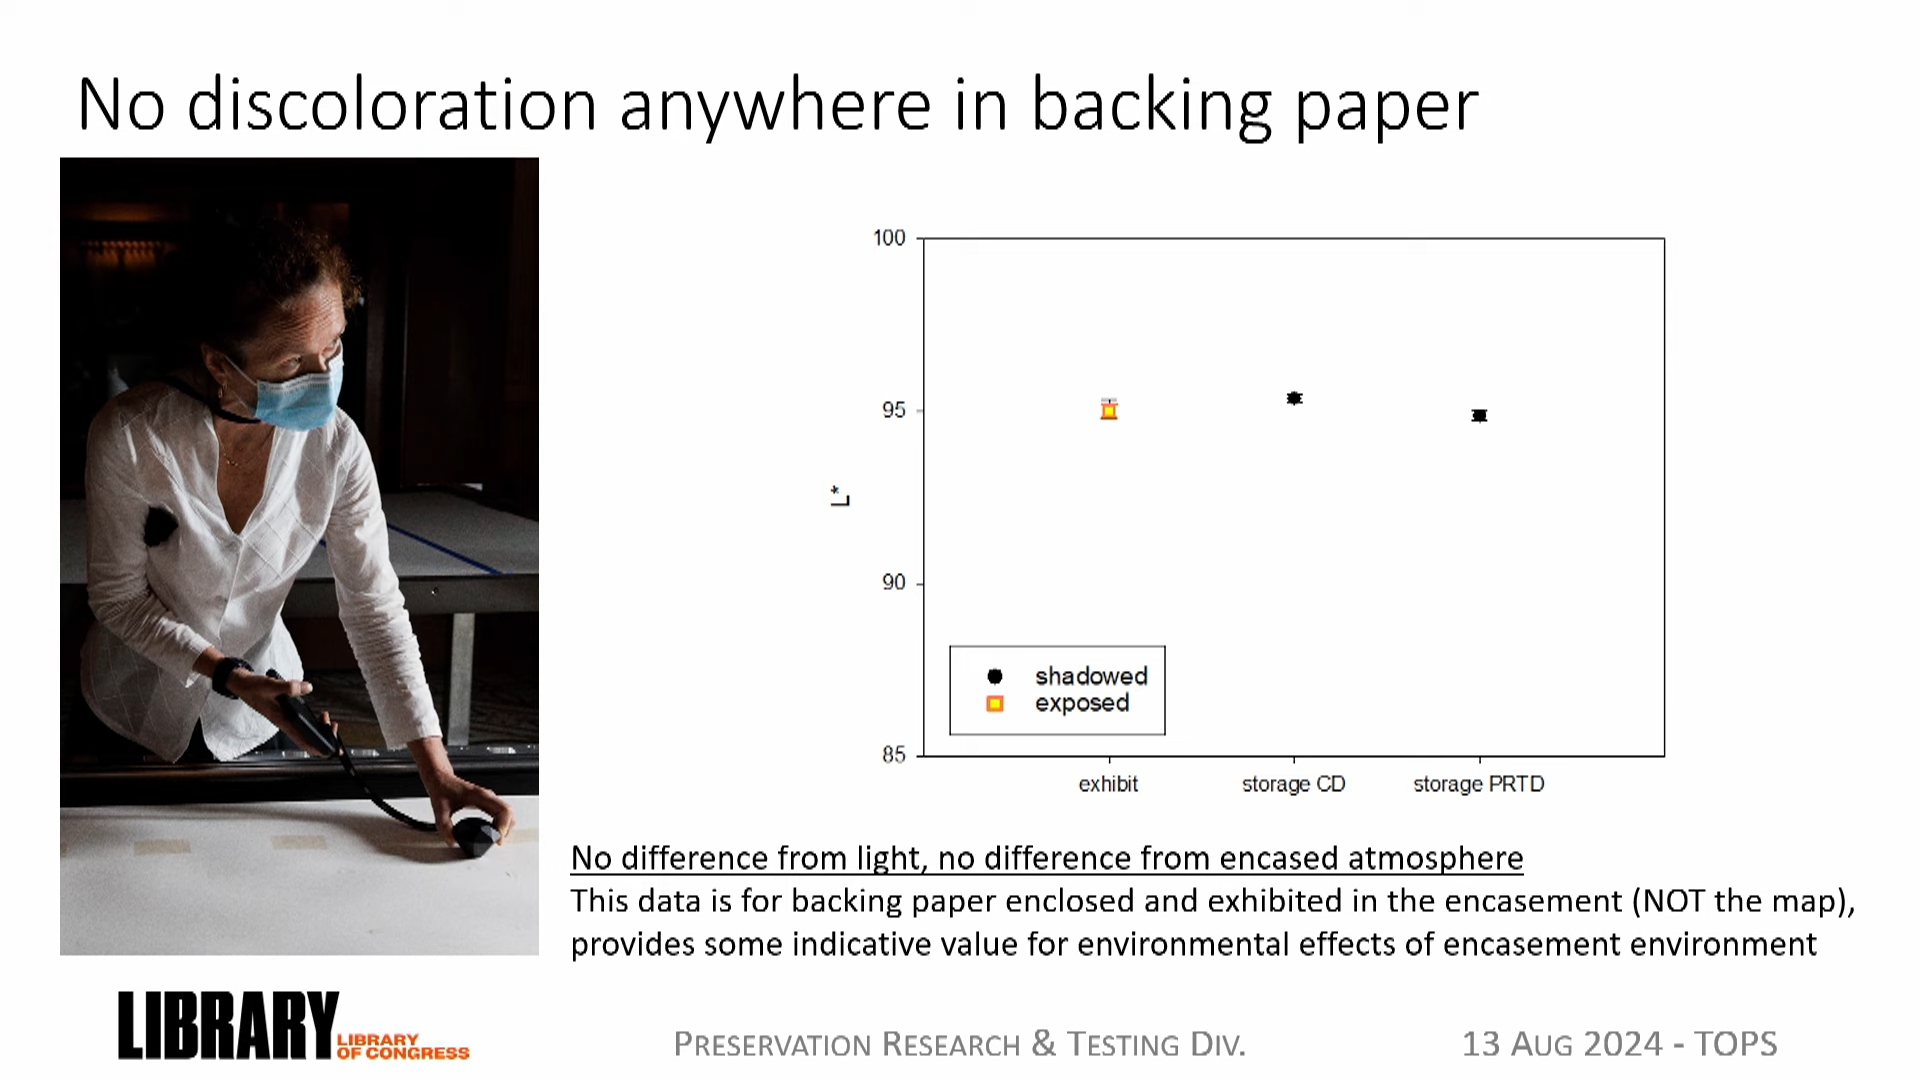 No discoloration anywhere in backing paper
100
95
90
85
L*
shadowed
exposed
exhibit
storage CD
storage PRTD
No difference from light, no difference from encased atmosphere
This data is for backing paper enclosed and exhibited in the encasement (NOT the map),
provides some indicative value for environmental effects of encasement environment
LIBRARY
LIBRARY
OF CONGRESS
PRESERVATION RESEARCH & TESTING DIV.
13 AUG 2024 - TOPS